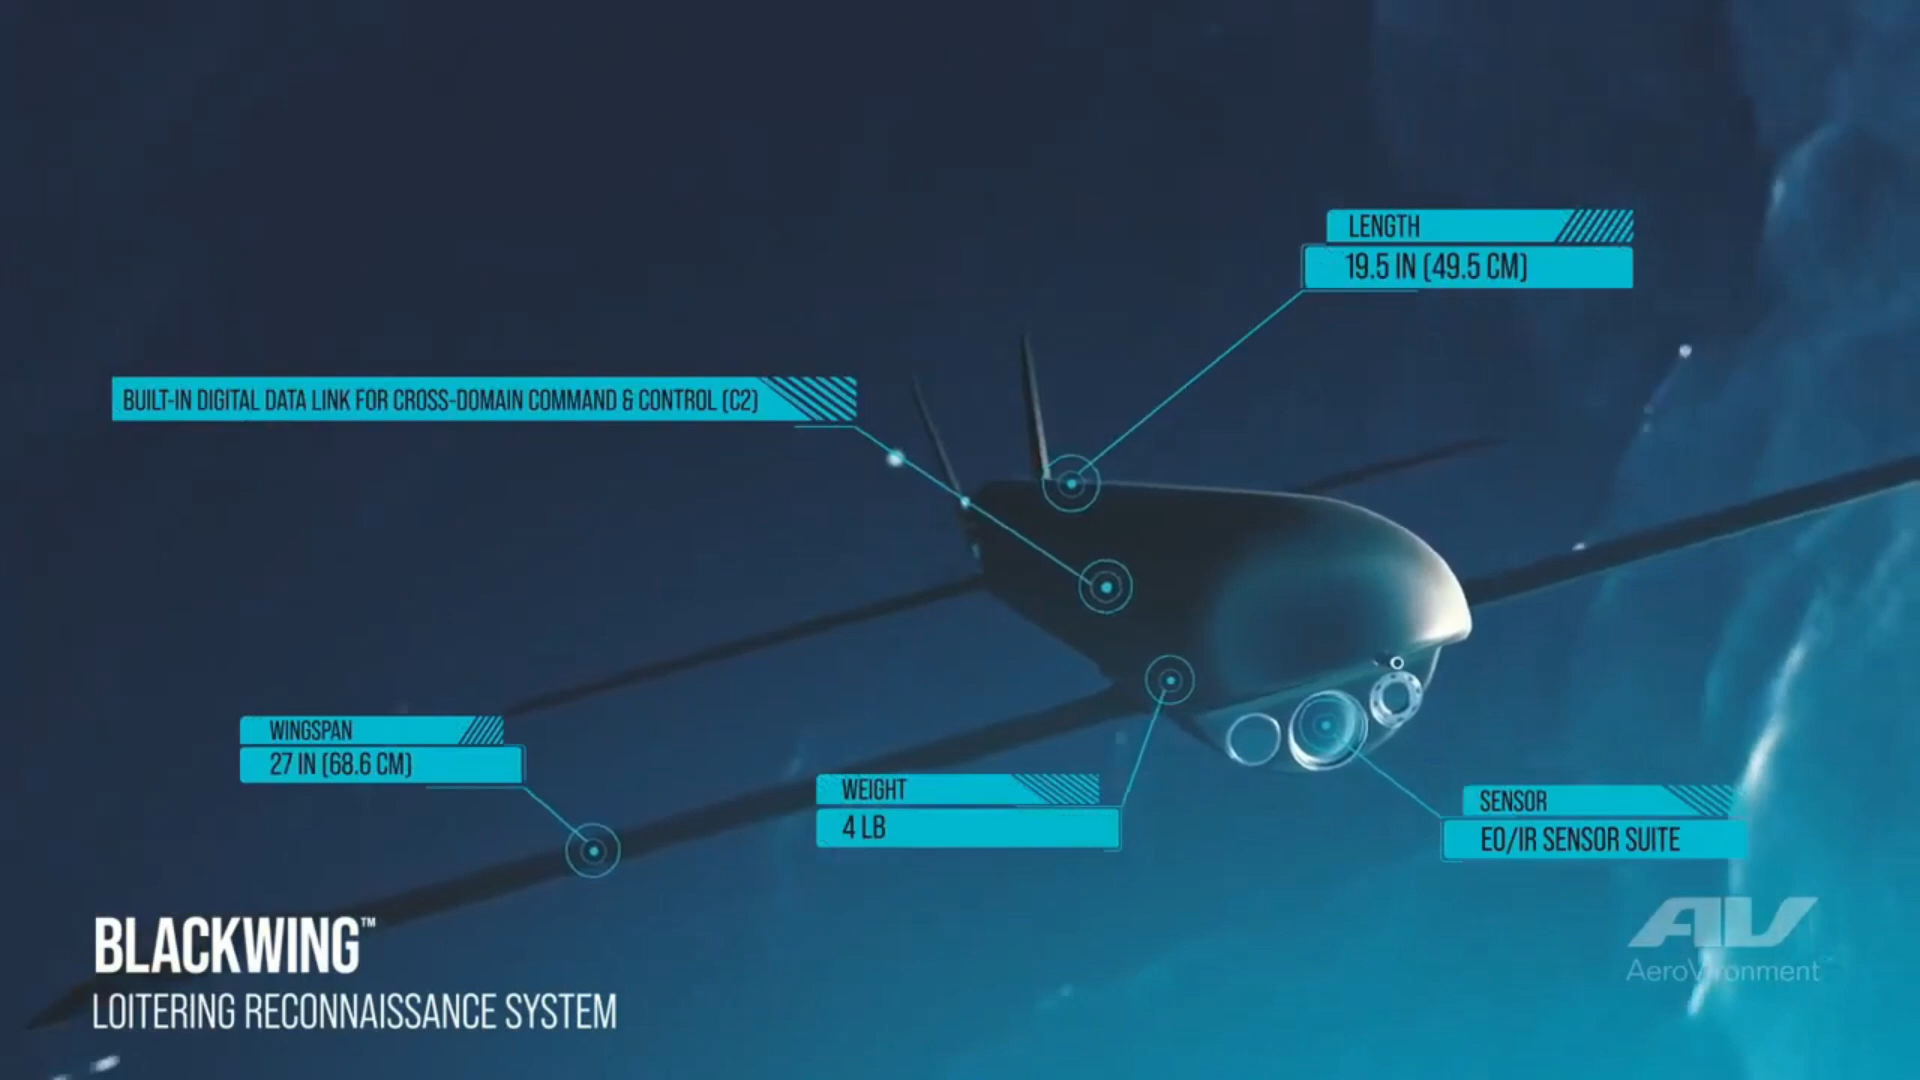 LENGTH
19.5 IN (49.5 CM)
BUILT-IN DIGITAL DATA LINK FOR CROSS-DOMAIN COMMAND & CONTROL (C2)
WINGSPAN
27 IN (68.6 CM)
WEIGHT
4 LB
SENSOR
EO/IR SENSOR SUITE
BLACKWING™
LOITERING RECONNAISSANCE SYSTEM
AV
AeroVironment™